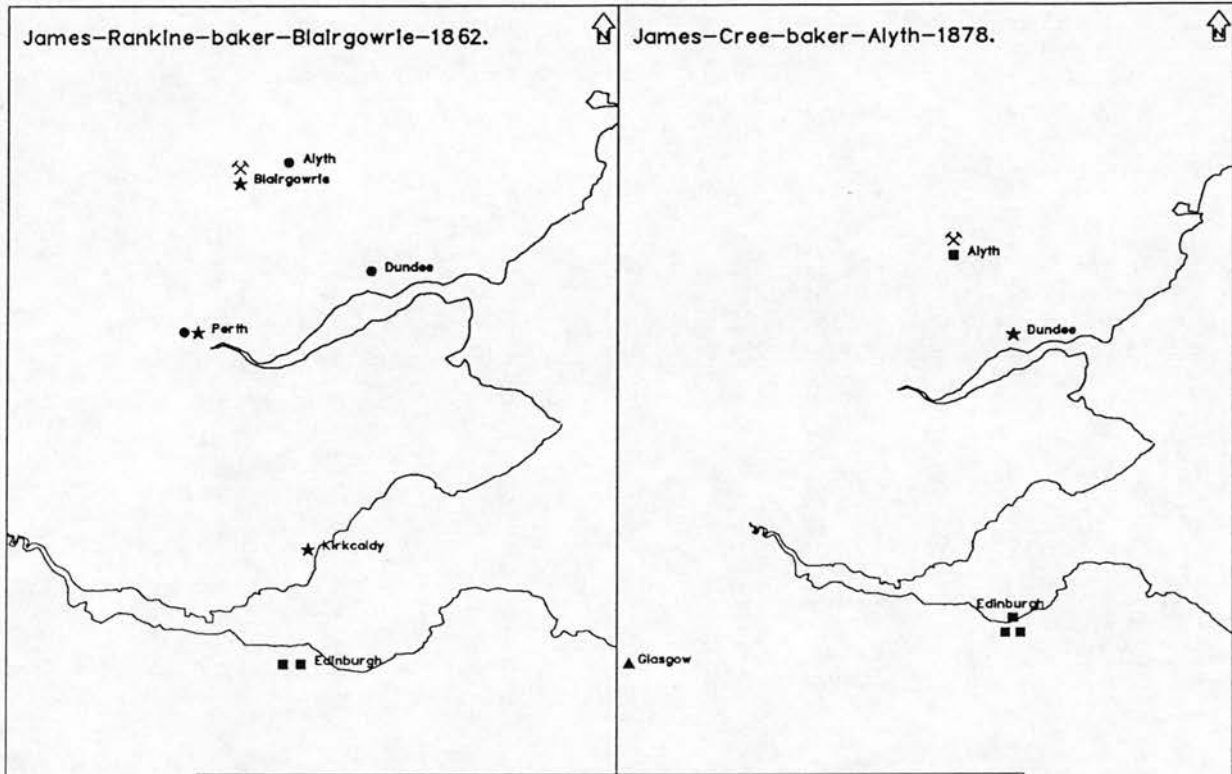 James-Rankine-baker-Blairgowrie-1862.
N
Alyth
Blairgowrie
Dundee
Perth
Kirkcaldy
Edinburgh
James-Cree-baker-Alyth-1878.
N
Alyth
Dundee
Edinburgh
Glasgow